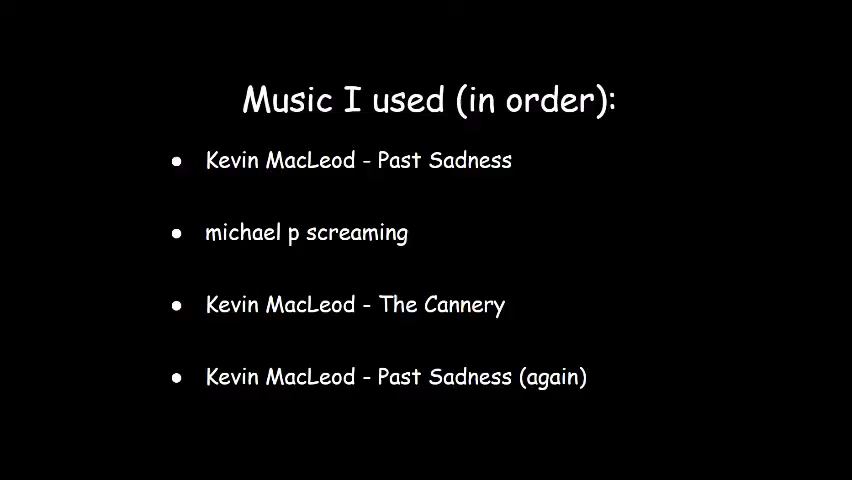 Music I used (in order):
● Kevin MacLeod - Past Sadness
● michael p screaming
● Kevin MacLeod - The Cannery
● Kevin MacLeod - Past Sadness (again)